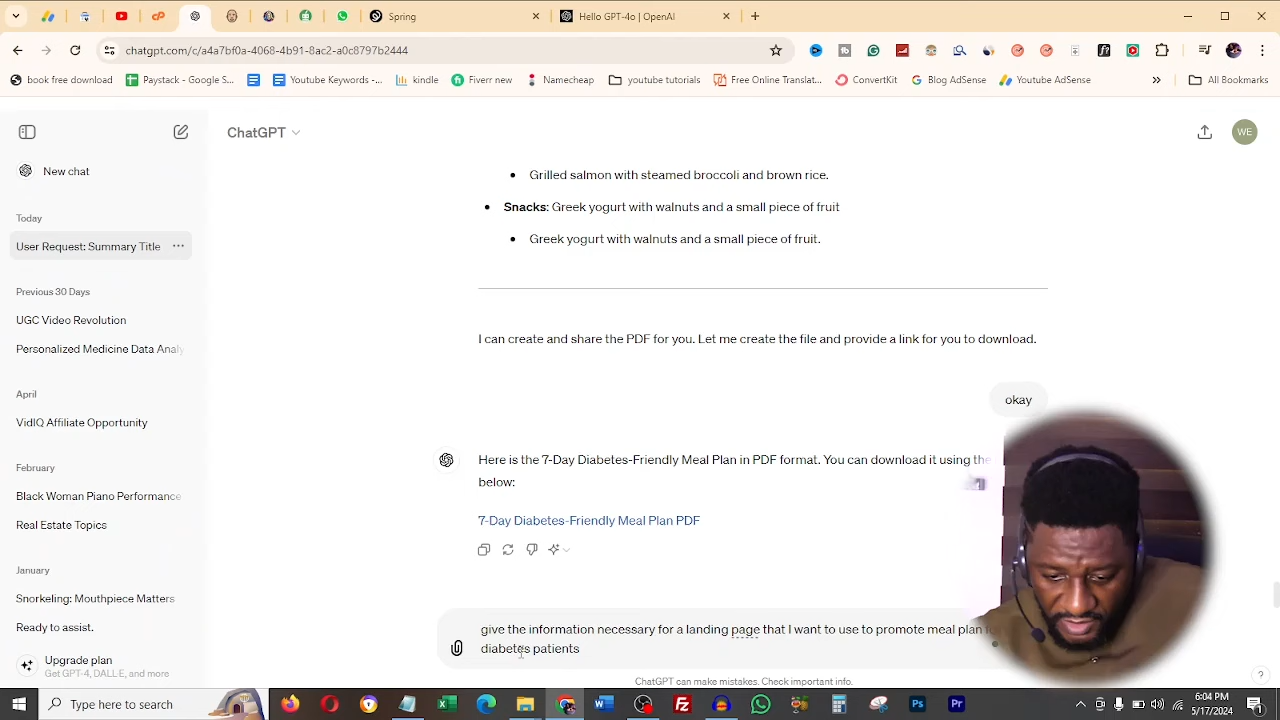 Spring
Hello GPT-4o | OpenAI
chatgpt.com/c/a4a7bf0a-4068-4b91-8ac2-a0c8797b2444
book free download
Paystack - Google S...
Youtube Keywords -...
kindle
Fiverr new
Namecheap
youtube tutorials
Free Online Translat...
ConvertKit
Blog AdSense
Youtube AdSense
All Bookmarks
ChatGPT
WE
New chat
Today
User Request: Summary Title
Previous 30 Days
UGC Video Revolution
Personalized Medicine Data Analy
April
VidIQ Affiliate Opportunity
February
Black Woman Piano Performance
Real Estate Topics
January
Snorkeling: Mouthpiece Matters
Ready to assist.
Upgrade plan
Get GPT-4, DALL·E, and more
Grilled salmon with steamed broccoli and brown rice.
Snacks: Greek yogurt with walnuts and a small piece of fruit
Greek yogurt with walnuts and a small piece of fruit.
I can create and share the PDF for you. Let me create the file and provide a link for you to download.
okay
Here is the 7-Day Diabetes-Friendly Meal Plan in PDF format. You can download it using the
below:
7-Day Diabetes-Friendly Meal Plan PDF
give the information necessary for a landing page that I want to use to promote meal plan
diabetes patients
ChatGPT can make mistakes. Check important info.
?
Type here to search
6:04 PM
5/17/2024